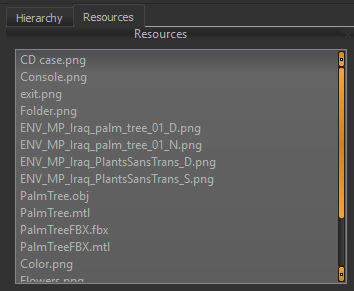 Hierarchy
Resources
Resources
CD case.png
Console.png
exit.png
Folder.png
ENV_MP_Iraq_palm_tree_01_D.png
ENV_MP_Iraq_palm_tree_01_N.png
ENV_MP_Iraq_PlantsSansTrans_D.png
ENV_MP_Iraq_PlantsSansTrans_S.png
PalmTree.obj
PalmTree.mtl
PalmTreeFBX.fbx
PalmTreeFBX.mtl
Color.png
Flowers.png